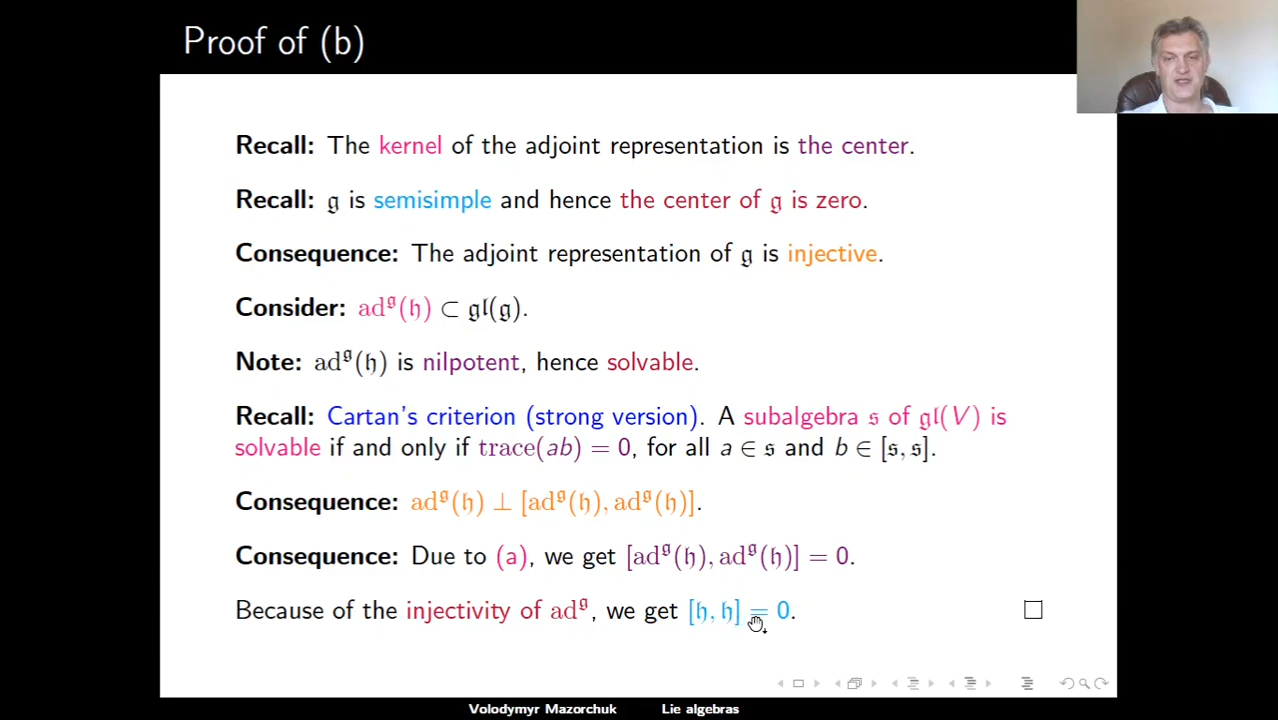 Proof of (b)
Recall: The kernel of the adjoint representation is the center.
Recall: 𝔤 is semisimple and hence the center of 𝔤 is zero.
Consequence: The adjoint representation of 𝔤 is injective.
Consider: ad^𝔤(𝔥) ⊂ 𝔤𝔩(𝔤).
Note: ad^𝔤(𝔥) is nilpotent, hence solvable.
Recall: Cartan's criterion (strong version). A subalgebra 𝔰 of 𝔤𝔩(V) is
solvable if and only if trace(ab) = 0, for all a ∈ 𝔰 and b ∈ [𝔰, 𝔰].
Consequence: ad^𝔤(𝔥) ⊥ [ad^𝔤(𝔥), ad^𝔤(𝔥)].
Consequence: Due to (a), we get [ad^𝔤(𝔥), ad^𝔤(𝔥)] = 0.
Because of the injectivity of ad^𝔤, we get [𝔥, 𝔥] = 0. □
Volodymyr Mazorchuk Lie algebras